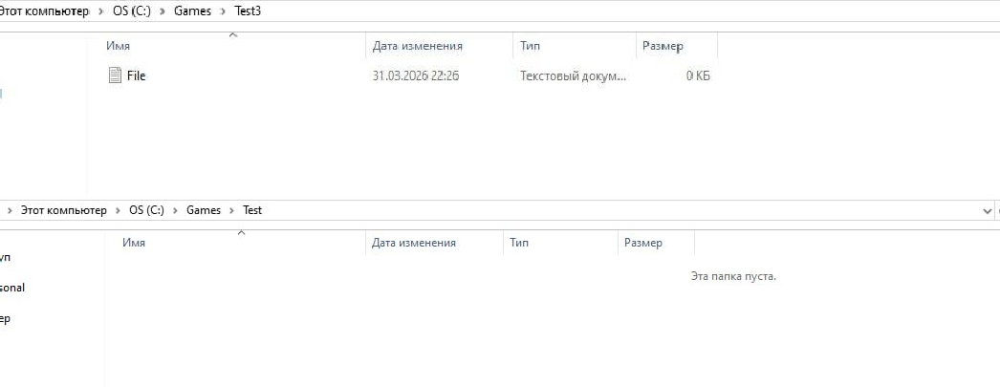 Этот компьютер > OS (C:) > Games > Test3
Имя Дата изменения Тип Размер
File 31.03.2026 22:26 Текстовый докум... 0 КБ
> Этот компьютер > OS (C:) > Games > Test
Имя Дата изменения Тип Размер
уп
Эта папка пуста.
sonal
ер